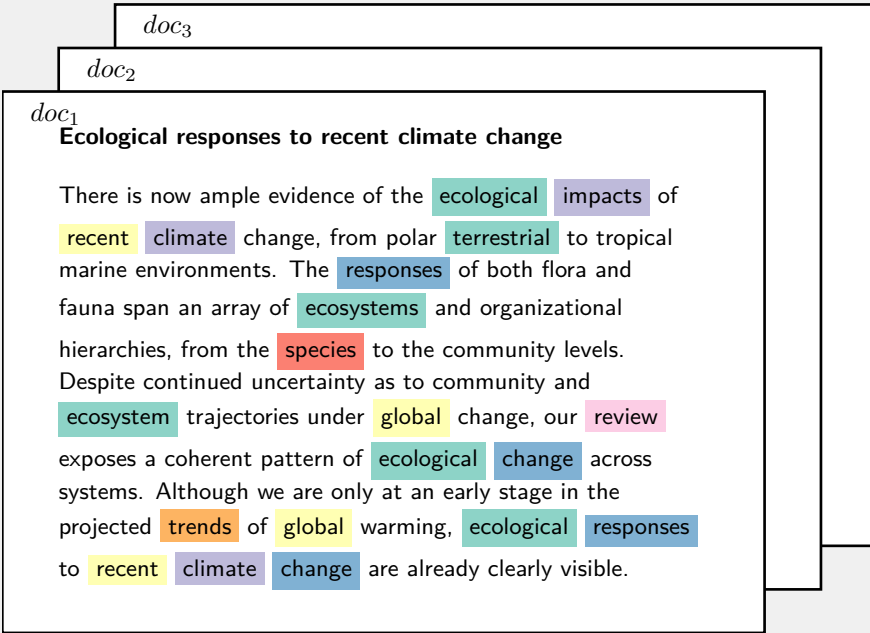 doc3
doc2
doc1
Ecological responses to recent climate change
There is now ample evidence of the ecological impacts of
recent climate change, from polar terrestrial to tropical
marine environments. The responses of both flora and
fauna span an array of ecosystems and organizational
hierarchies, from the species to the community levels.
Despite continued uncertainty as to community and
ecosystem trajectories under global change, our review
exposes a coherent pattern of ecological change across
systems. Although we are only at an early stage in the
projected trends of global warming, ecological responses
to recent climate change are already clearly visible.